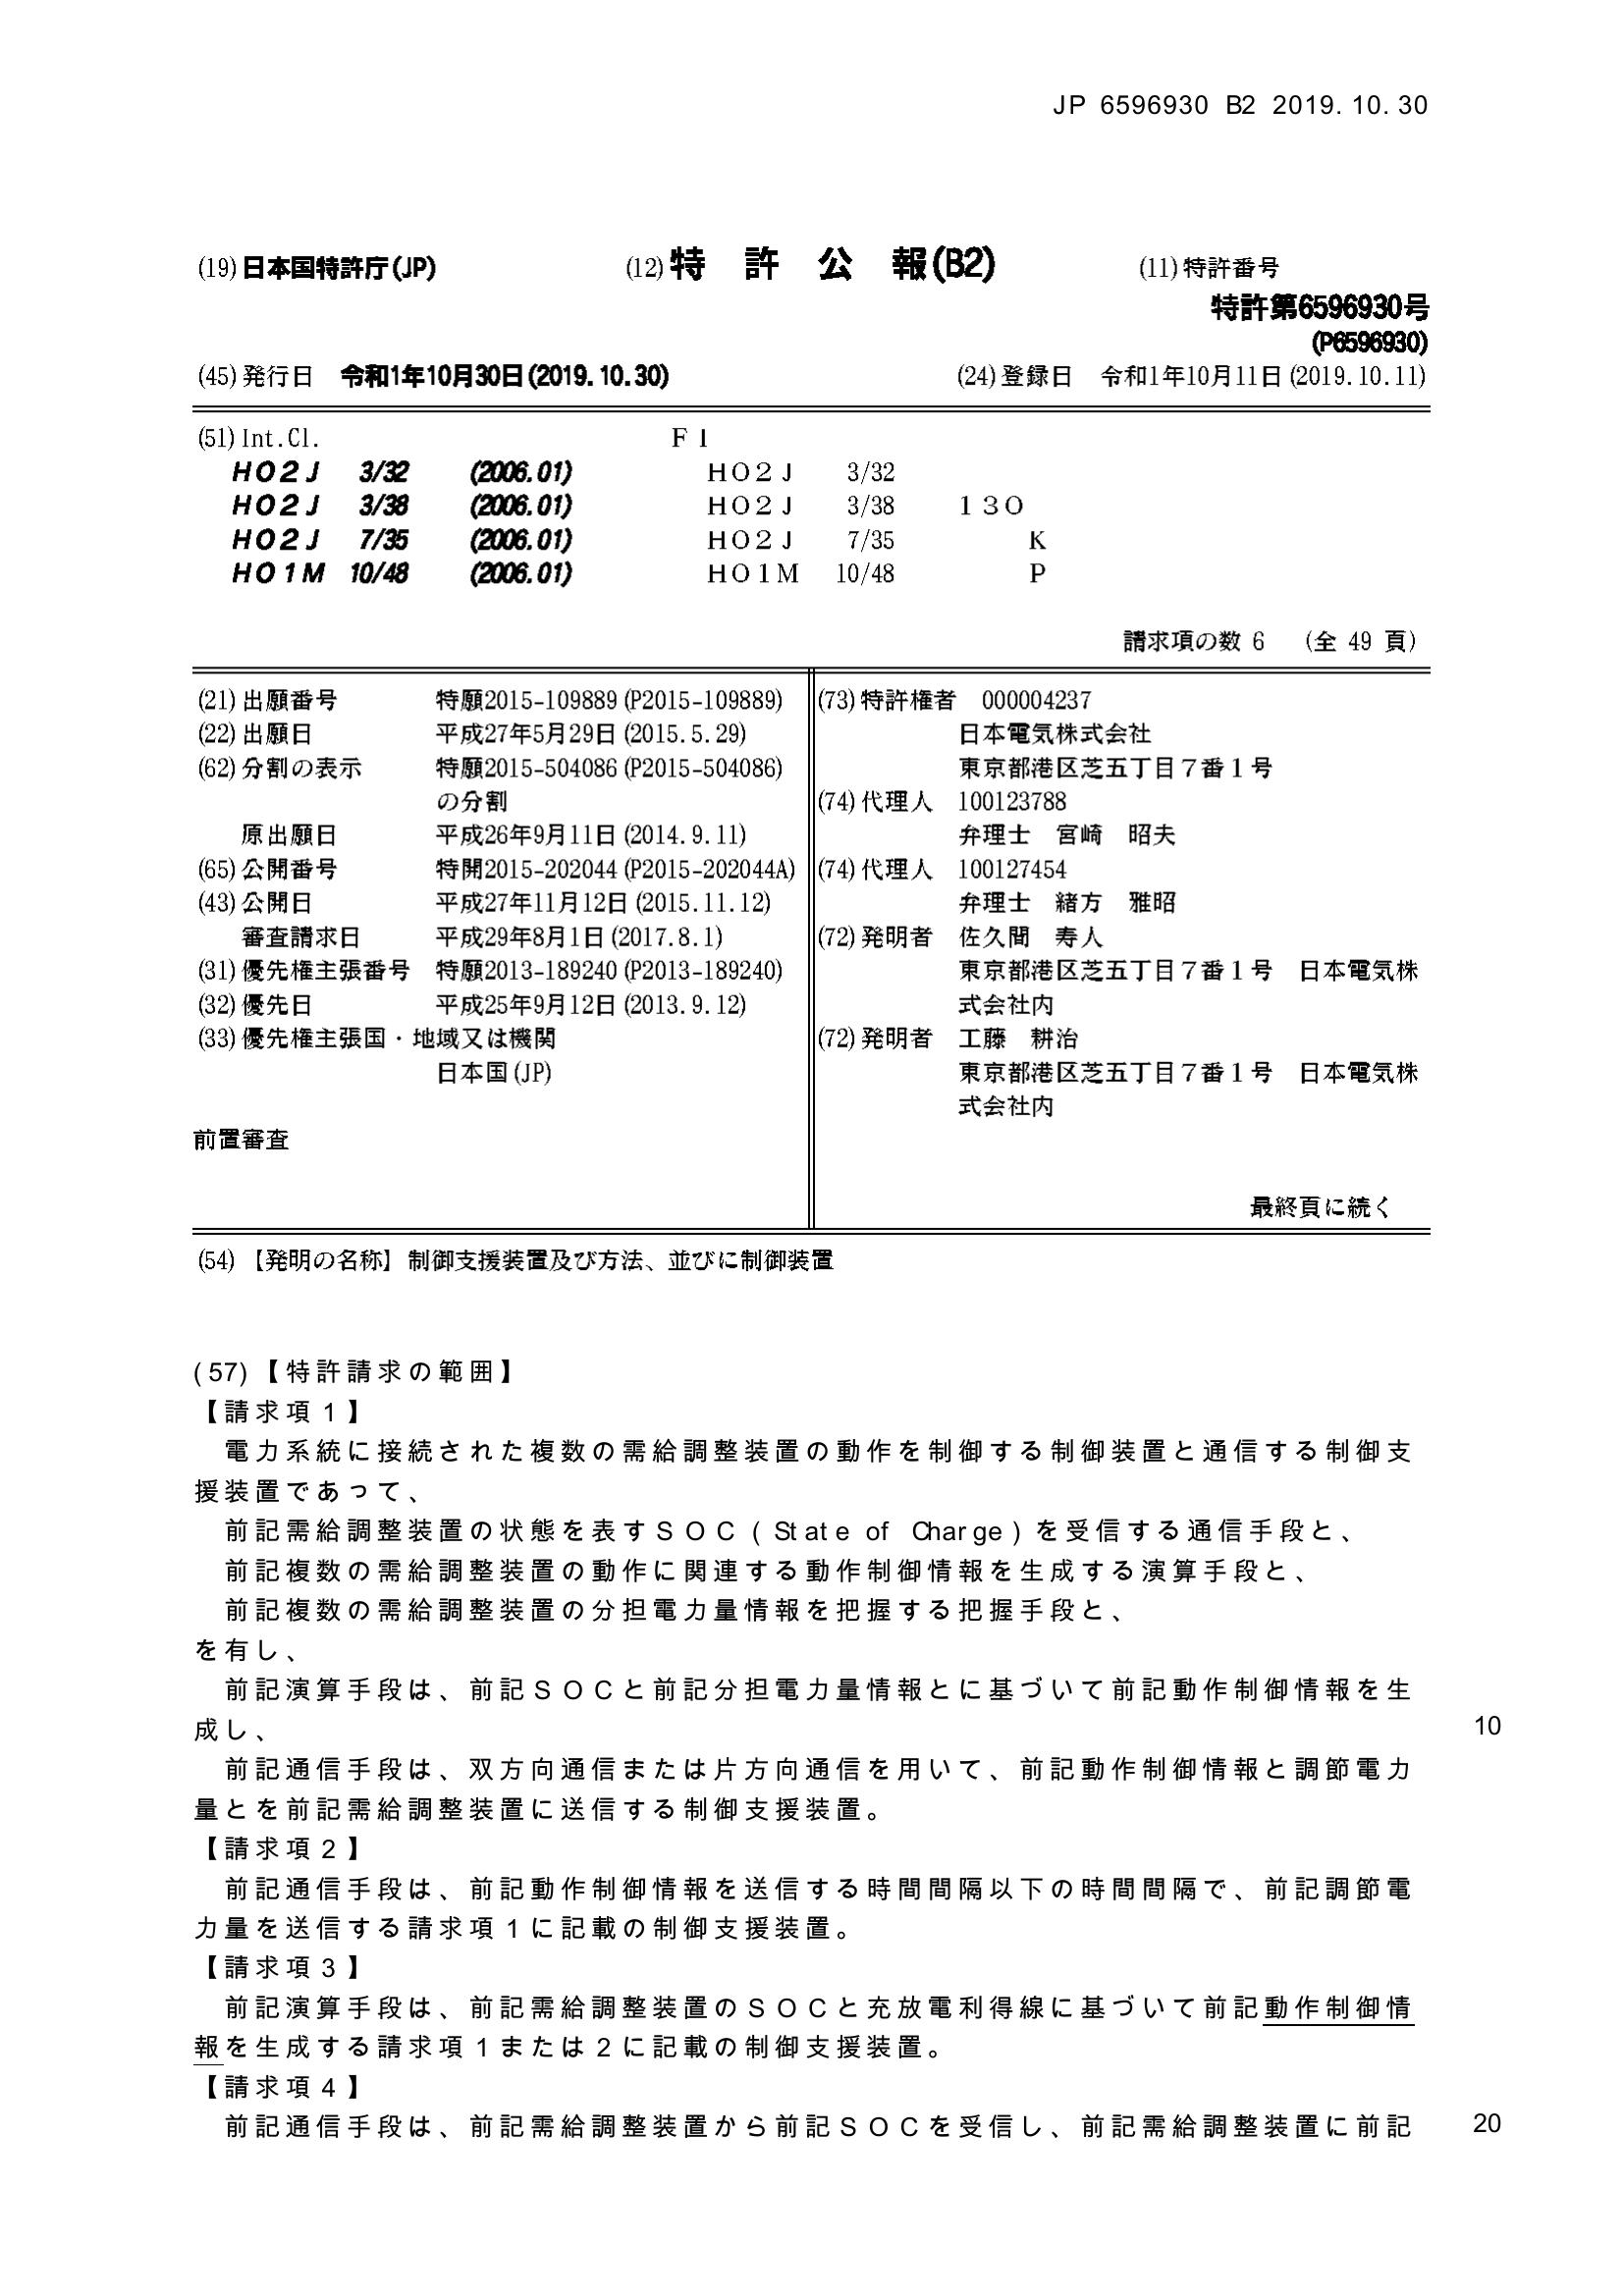 JP 6596930 B2 2019.10.30
(19)日本国特許庁(JP) (12)特 許 公 報(B2) (11)特許番号
特許第6596930号
(P6596930)
(45)発行日 令和1年10月30日(2019.10.30) (24)登録日 令和1年10月11日(2019.10.11)
(51)Int.Cl. F I
H02J 3/32 (2006.01) H02J 3/32
H02J 3/38 (2006.01) H02J 3/38 130
H02J 7/35 (2006.01) H02J 7/35 K
H01M 10/48 (2006.01) H01M 10/48 P
請求項の数 6 (全 49 頁)
(21)出願番号 特願2015-109889(P2015-109889)
(22)出願日 平成27年5月29日(2015.5.29)
(62)分割の表示 特願2015-504086(P2015-504086)
の分割
原出願日 平成26年9月11日(2014.9.11)
(65)公開番号 特開2015-202044(P2015-202044A)
(43)公開日 平成27年11月12日(2015.11.12)
審査請求日 平成29年8月1日(2017.8.1)
(31)優先権主張番号 特願2013-189240(P2013-189240)
(32)優先日 平成25年9月12日(2013.9.12)
(33)優先権主張国・地域又は機関
日本国(JP)
前置審査
(73)特許権者 000004237
日本電気株式会社
東京都港区芝五丁目7番1号
(74)代理人 100123788
弁理士 宮崎 昭夫
(74)代理人 100127454
弁理士 緒方 雅昭
(72)発明者 佐久間 寿人
東京都港区芝五丁目7番1号 日本電気株
式会社内
(72)発明者 工藤 耕治
東京都港区芝五丁目7番1号 日本電気株
式会社内
最終頁に続く
(54)【発明の名称】制御支援装置及び方法、並びに制御装置
(57)【特許請求の範囲】
【請求項1】
電力系統に接続された複数の需給調整装置の動作を制御する制御装置と通信する制御支
援装置であって、
前記需給調整装置の状態を表すSOC(State of Charge)を受信する通信手段と、
前記複数の需給調整装置の動作に関連する動作制御情報を生成する演算手段と、
前記複数の需給調整装置の分担電力量情報を把握する把握手段と、
を有し、
前記演算手段は、前記SOCと前記分担電力量情報とに基づいて前記動作制御情報を生
成し、 10
前記通信手段は、双方向通信または片方向通信を用いて、前記動作制御情報と調節電力
量とを前記需給調整装置に送信する制御支援装置。
【請求項2】
前記通信手段は、前記動作制御情報を送信する時間間隔以下の時間間隔で、前記調節電
力量を送信する請求項1に記載の制御支援装置。
【請求項3】
前記演算手段は、前記需給調整装置のSOCと充放電利得線に基づいて前記動作制御情
報を生成する請求項1または2に記載の制御支援装置。
【請求項4】
前記通信手段は、前記需給調整装置から前記SOCを受信し、前記需給調整装置に前記 20